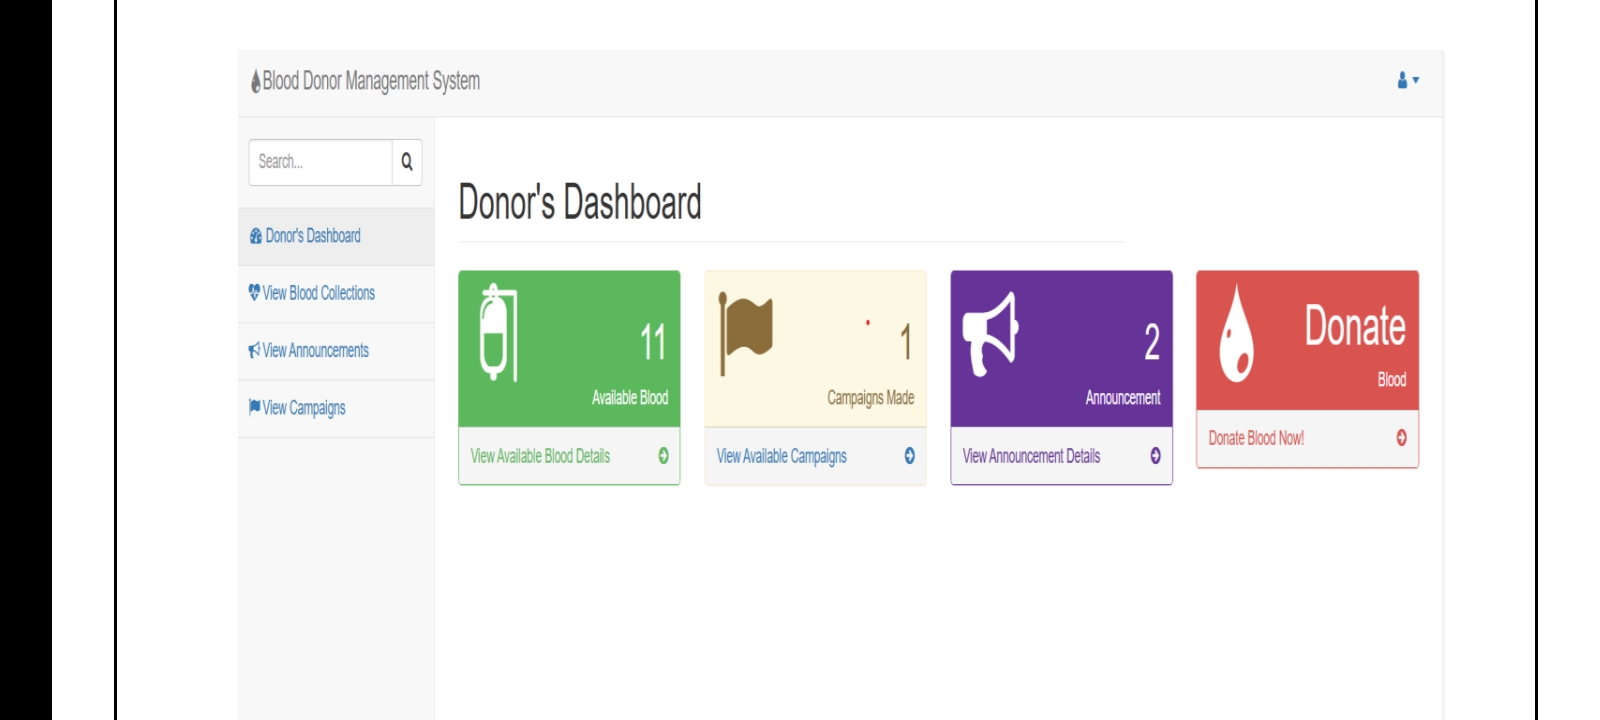 Blood Donor Management System
Search...
Donor's Dashboard
View Blood Collections
View Announcements
View Campaigns
Donor's Dashboard
11
Available Blood
View Available Blood Details
1
Campaigns Made
View Available Campaigns
2
Announcement
View Announcement Details
Donate
Blood
Donate Blood Now!